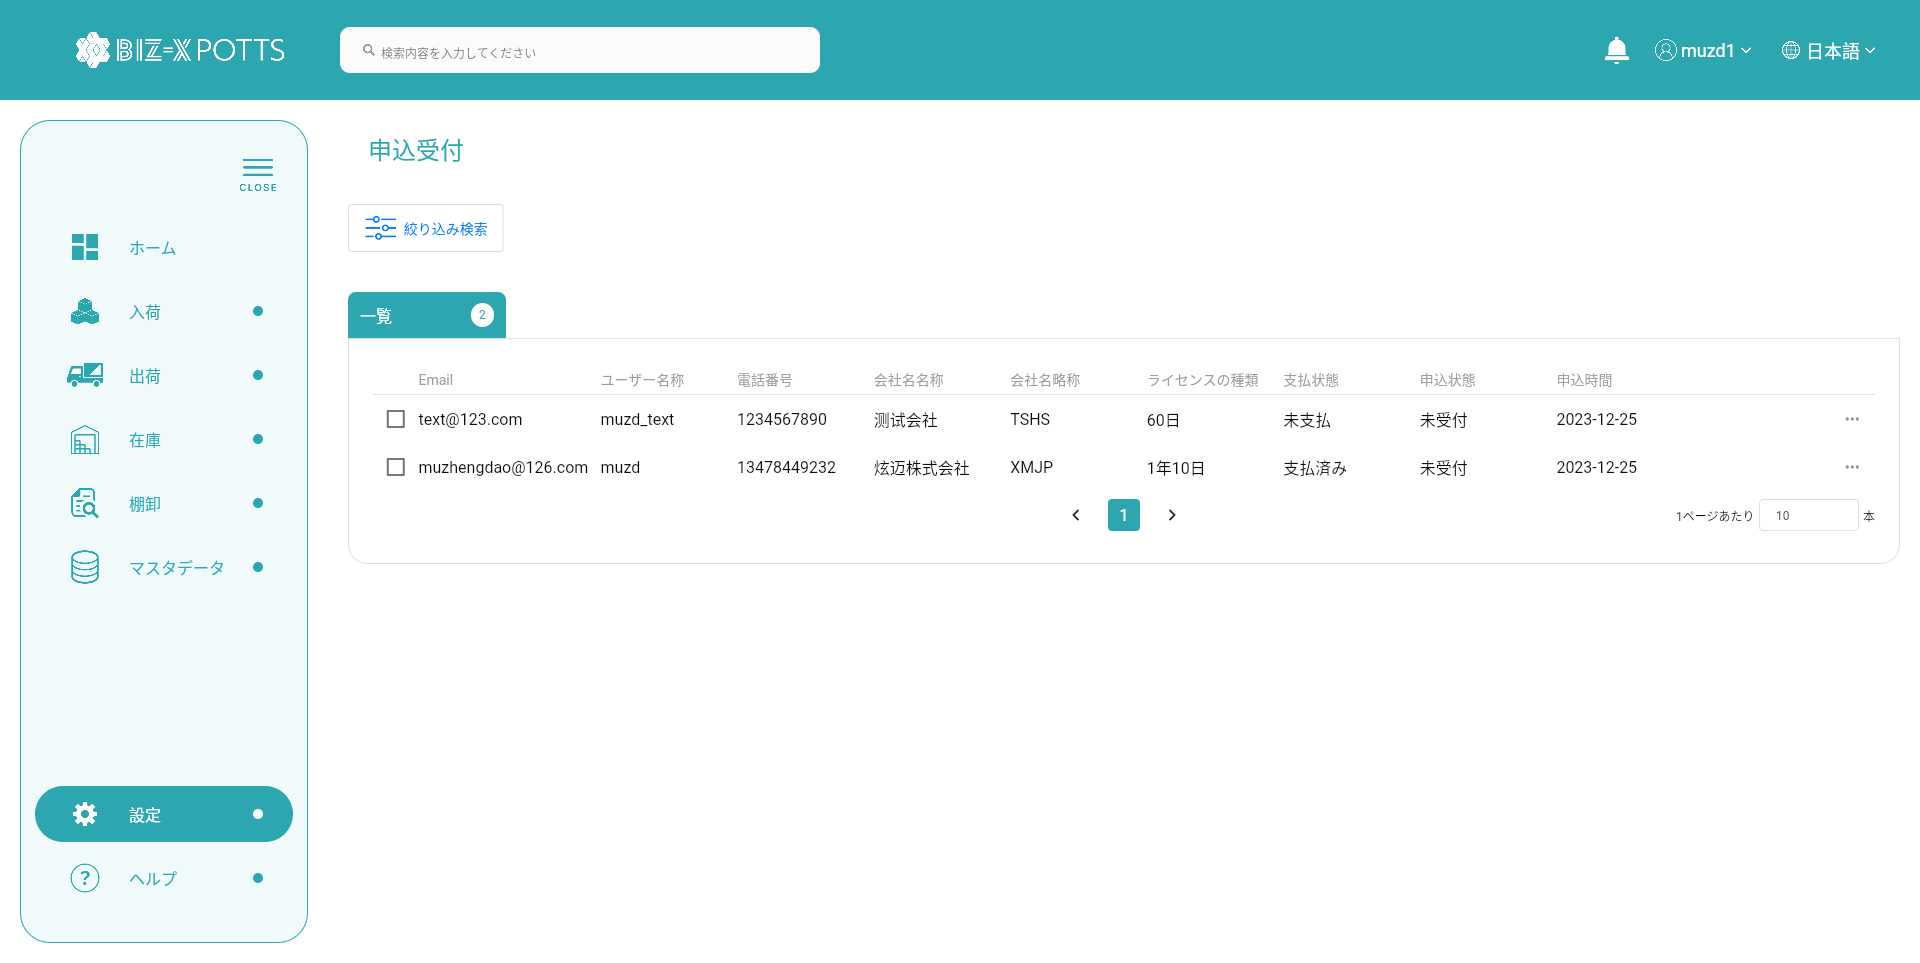 BIZ-X POTTS
検索内容を入力してください
muzd1
日本語
CLOSE
ホーム
入荷
出荷
在庫
棚卸
マスタデータ
設定
?
ヘルプ
申込受付
絞り込み検索
一覧 2
Email ユーザー名称 電話番号 会社名名称 会社名略称 ライセンスの種類 支払状態 申込状態 申込時間
text@123.com muzd_text 1234567890 测试会社 TSHS 60日 未支払 未受付 2023-12-25
muzhengdao@126.com muzd 13478449232 炫迈株式会社 XMJP 1年10日 支払済み 未受付 2023-12-25
1
1ページあたり 10 本